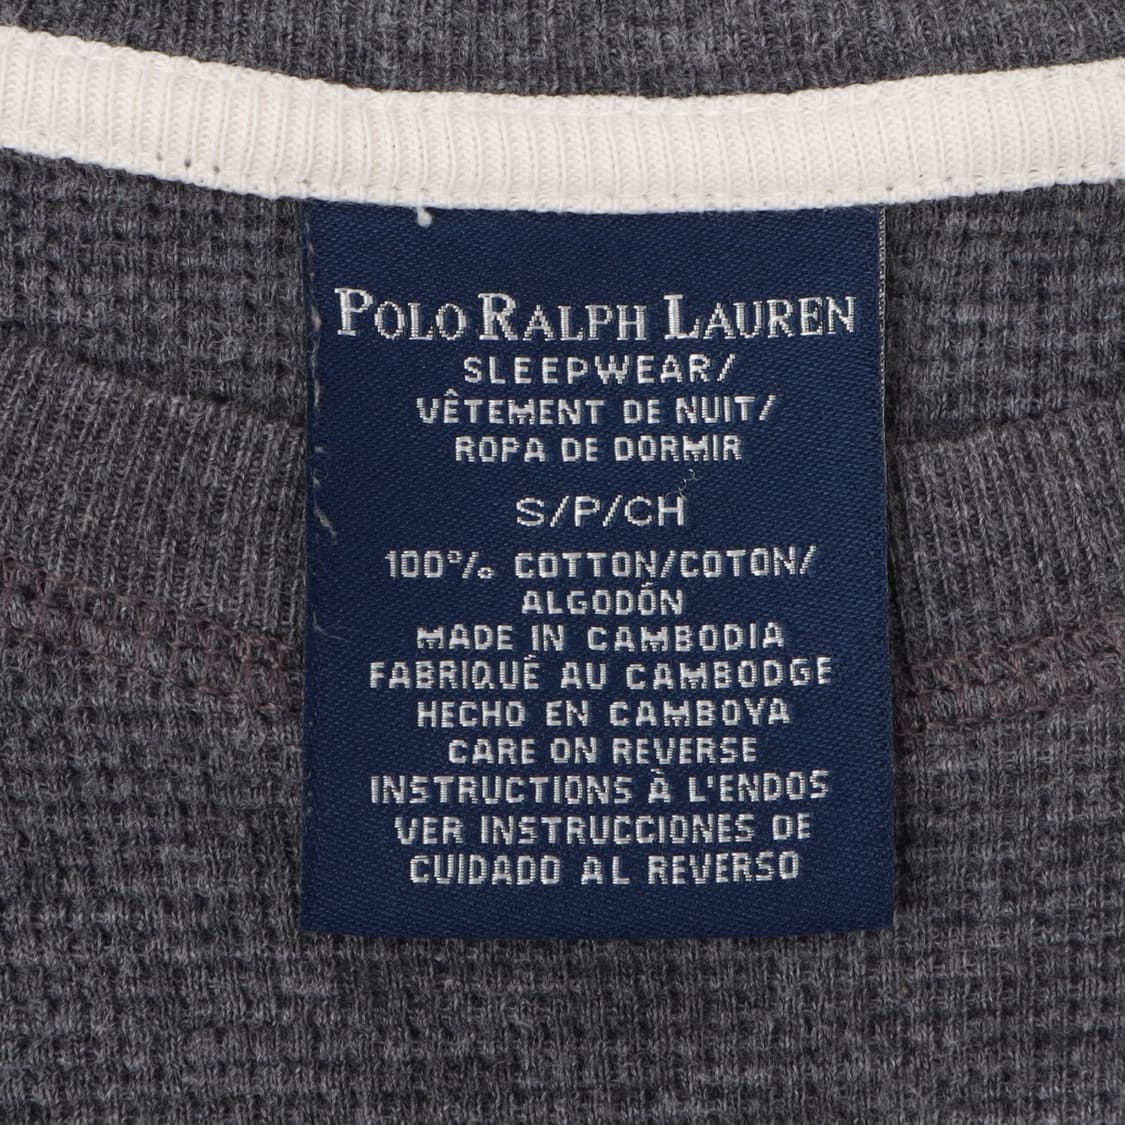 POLO RALPH LAUREN
SLEEPWEAR/
VÊTEMENT DE NUIT/
ROPA DE DORMIR
S/P/CH
100% COTTON/COTON/
ALGODÓN
MADE IN CAMBODIA
FABRIQUÉ AU CAMBODGE
HECHO EN CAMBOYA
CARE ON REVERSE
INSTRUCTIONS À L'ENDOS
VER INSTRUCCIONES DE
CUIDADO AL REVERSO